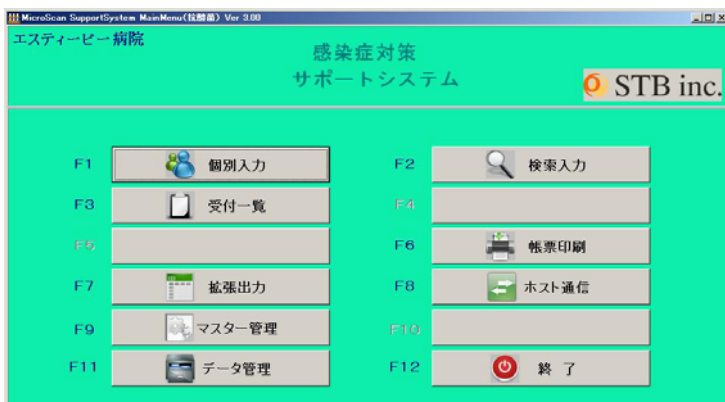 MicroScan SupportSystem MainMenu(抗酸菌) Ver 3.00
エスティービー病院
感染症対策
サポートシステム
STB inc.
F1 個別入力 F2 検索入力
F3 受付一覧 F4
F5 F6 帳票印刷
F7 拡張出力 F8 ホスト通信
F9 マスター管理 F10
F11 データ管理 F12 終了